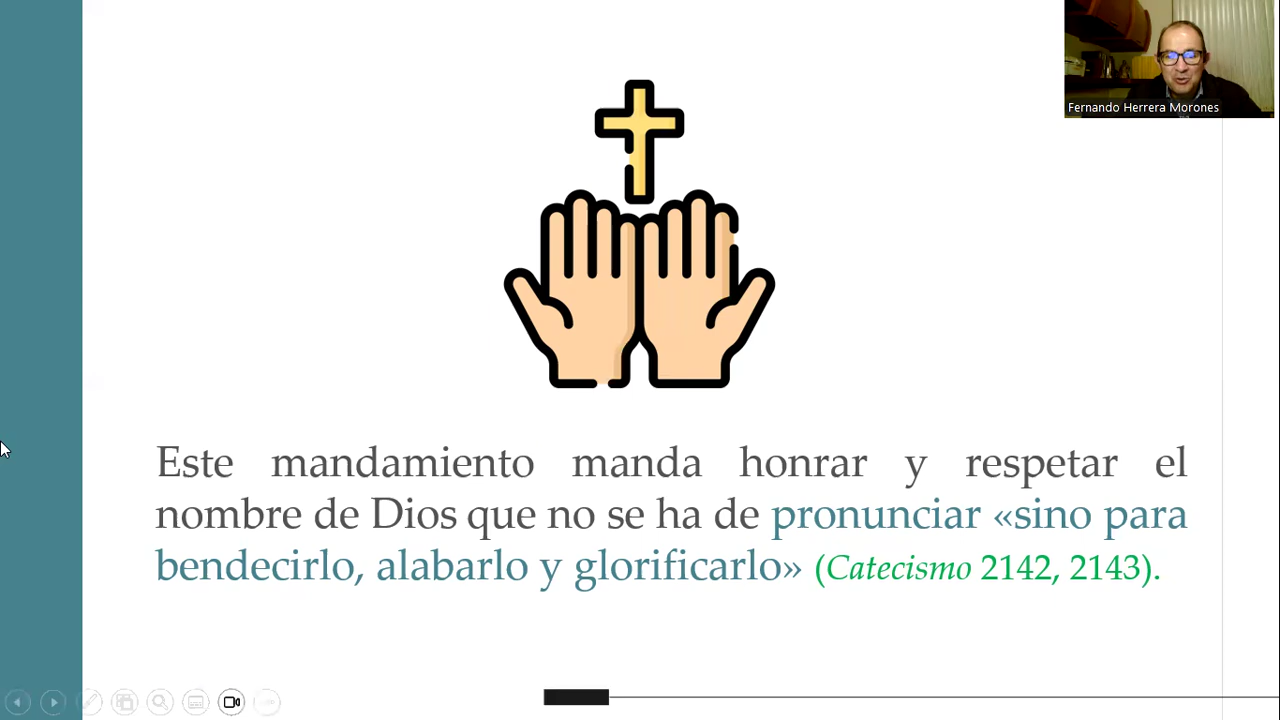 Fernando Herrera Morones
Este mandamiento manda honrar y respetar el
nombre de Dios que no se ha de pronunciar «sino para
bendecirlo, alabarlo y glorificarlo» (Catecismo 2142, 2143).